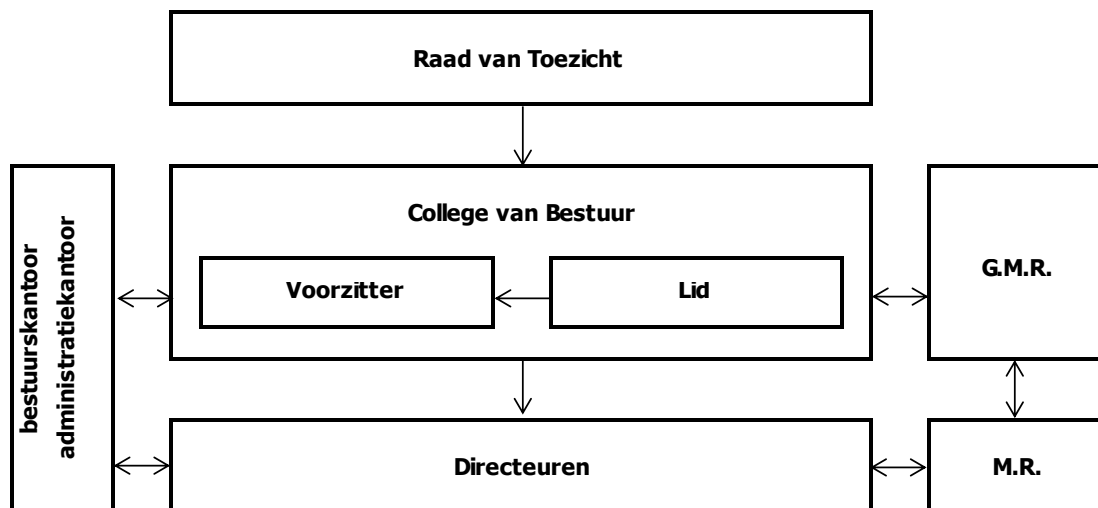 Raad van Toezicht
College van Bestuur
Voorzitter
Lid
G.M.R.
bestuurskantoor
administratiekantoor
Directeuren
M.R.